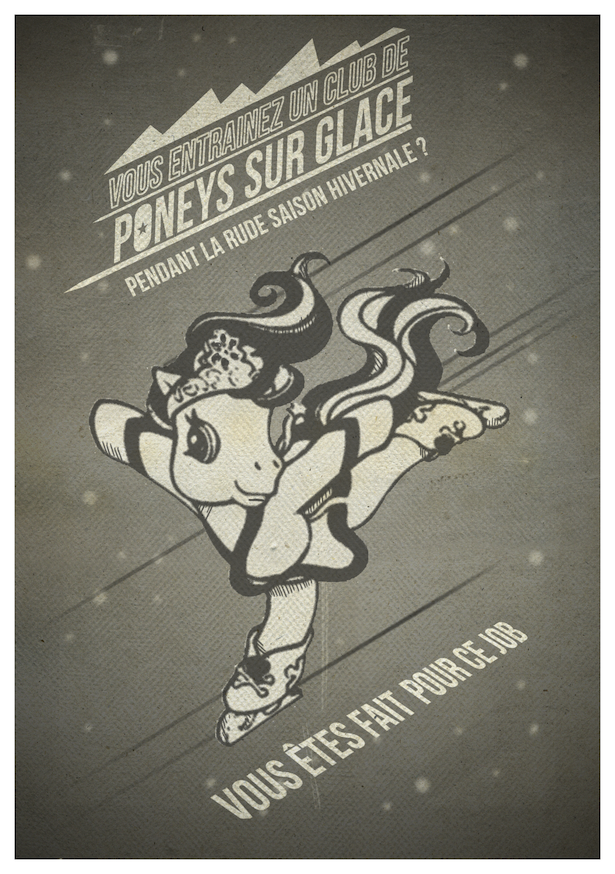 VOUS ENTRAINEZ UN CLUB DE
PONEYS SUR GLACE
PENDANT LA RUDE SAISON HIVERNALE ?
VOUS ÊTES FAIT POUR CE JOB